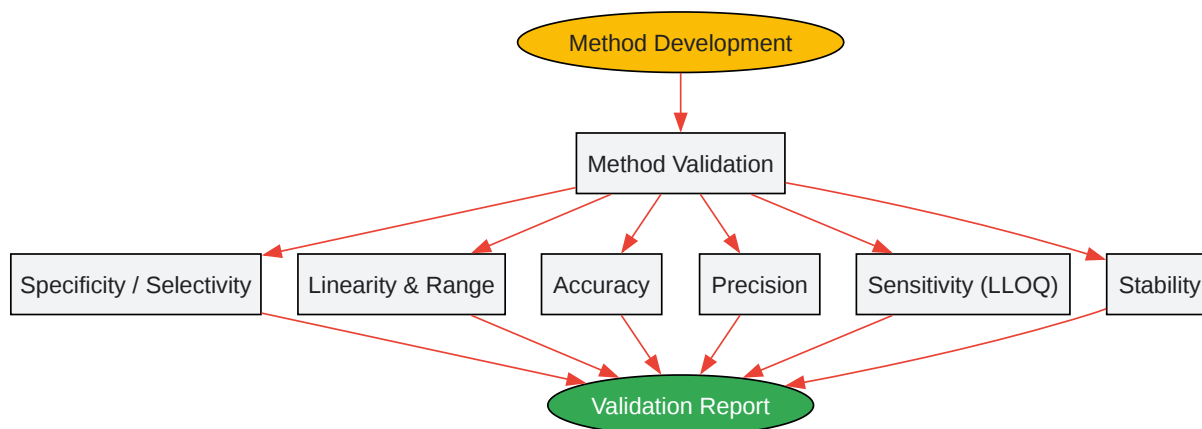 Method Development
Method Validation
Specificity / Selectivity
Linearity & Range
Accuracy
Precision
Sensitivity (LLOQ)
Stability
Validation Report